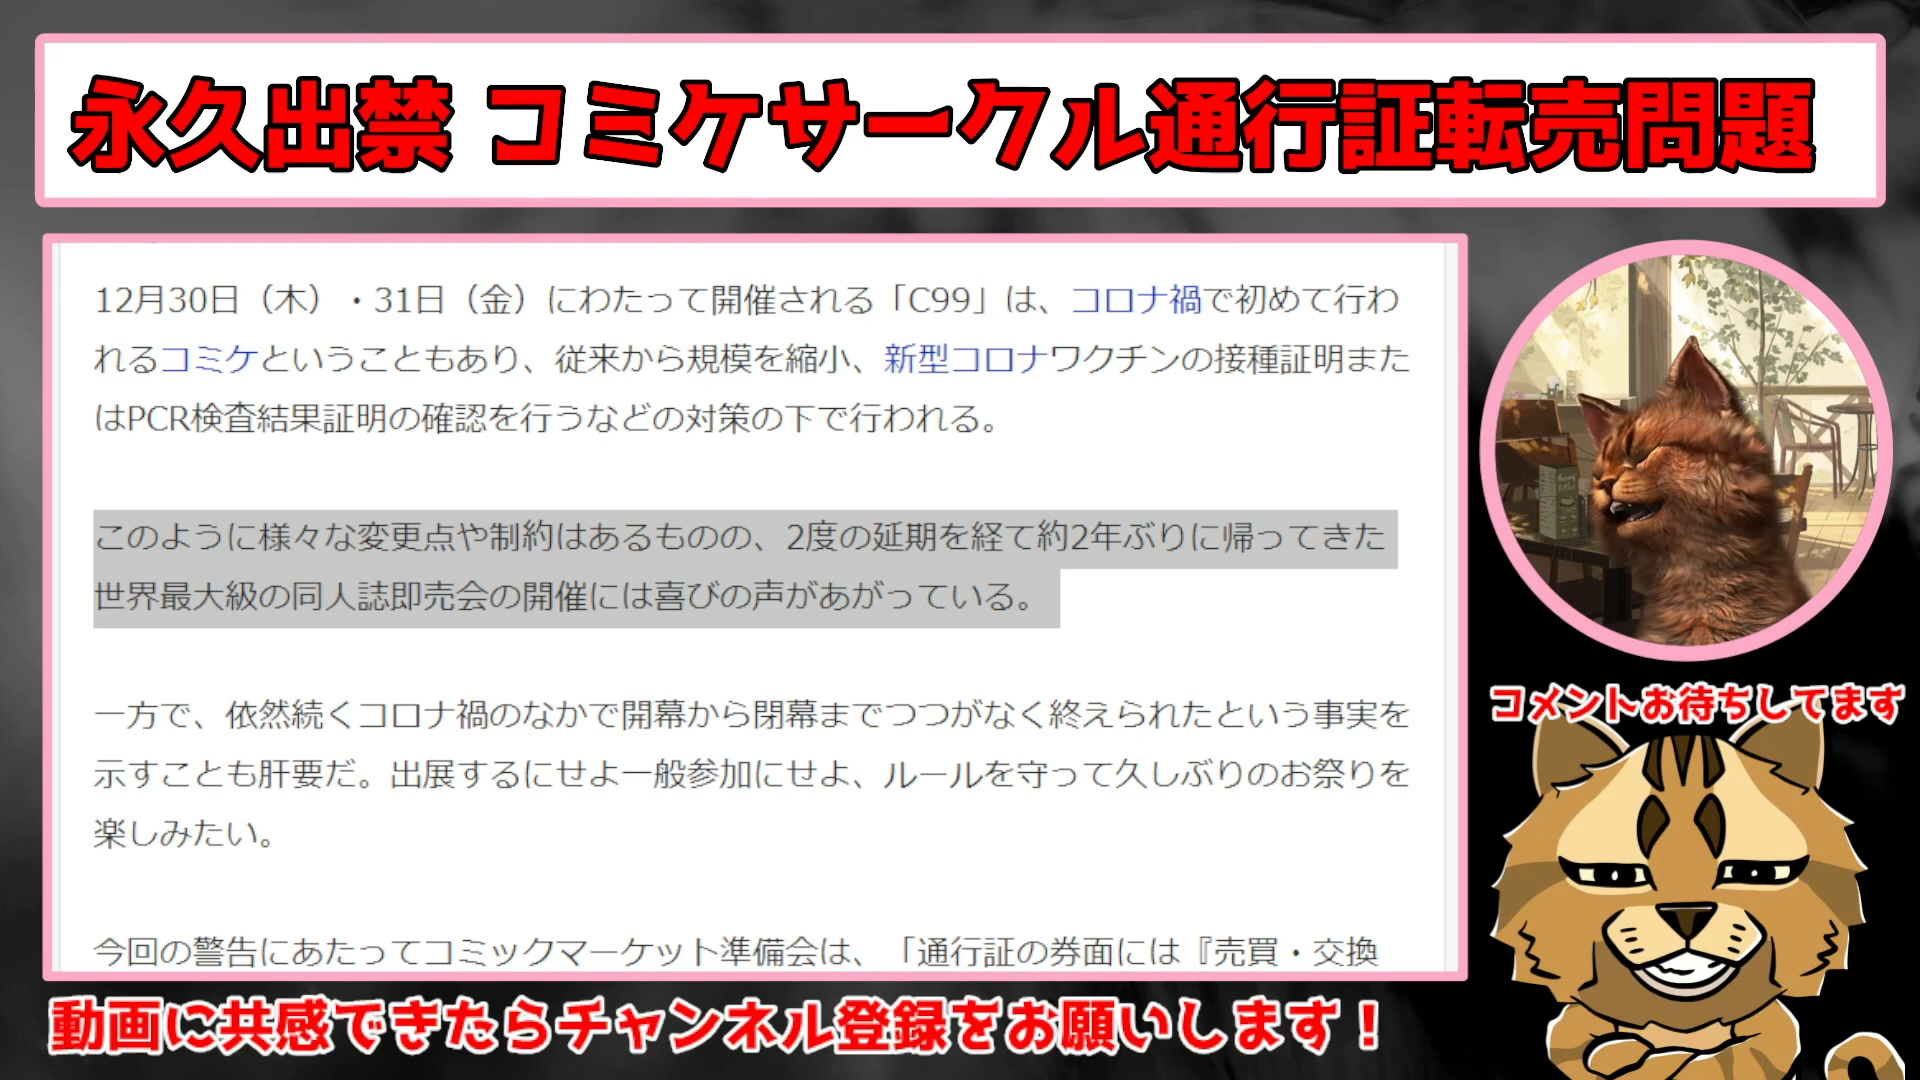 永久出禁 コミケサークル通行証転売問題
12月30日（木）・31日（金）にわたって開催される「C99」は、コロナ禍で初めて行わ
れるコミケということもあり、従来から規模を縮小、新型コロナワクチンの接種証明また
はPCR検査結果証明の確認を行うなどの対策の下で行われる。
このように様々な変更点や制約はあるものの、2度の延期を経て約2年ぶりに帰ってきた
世界最大級の同人誌即売会の開催には喜びの声があがっている。
一方で、依然続くコロナ禍のなかで開幕から閉幕までつつがなく終えられたという事実を
示すことも肝要だ。出展するにせよ一般参加にせよ、ルールを守って久しぶりのお祭りを
楽しみたい。
今回の警告にあたってコミックマーケット準備会は、「通行証の券面には『売買・交換
コメントお待ちしてます
動画に共感できたらチャンネル登録をお願いします！